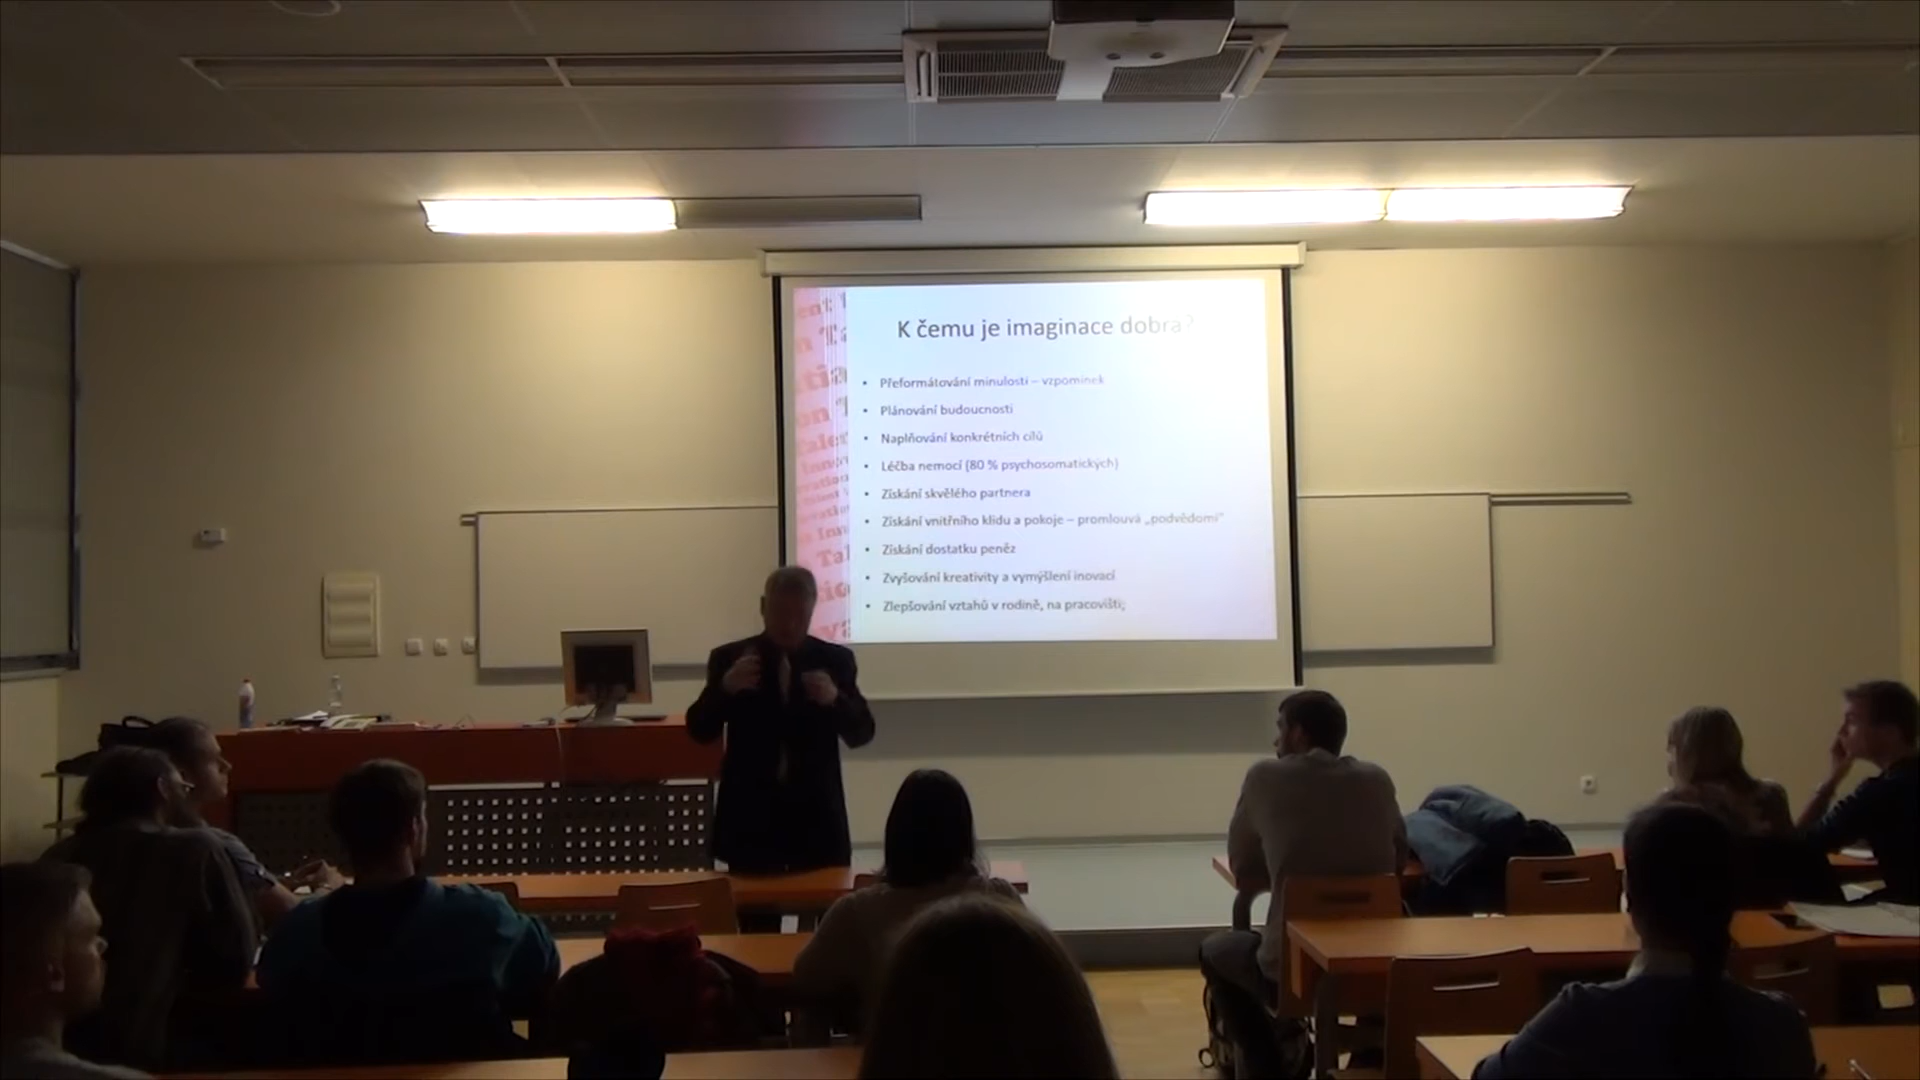 K čemu je imaginace dobra?
• Přeformátování minulosti – vzpomínek
• Plánování budoucnosti
• Naplňování konkrétních cílů
• Léčba nemocí (80 % psychosomatických)
• Získání skvělého partnera
• Získání vnitřního klidu a pokoje – promlouvá „podvědomí"
• Získání dostatku peněz
• Zvyšování kreativity a vymýšlení inovací
• Zlepšování vztahů v rodině, na pracovišti;